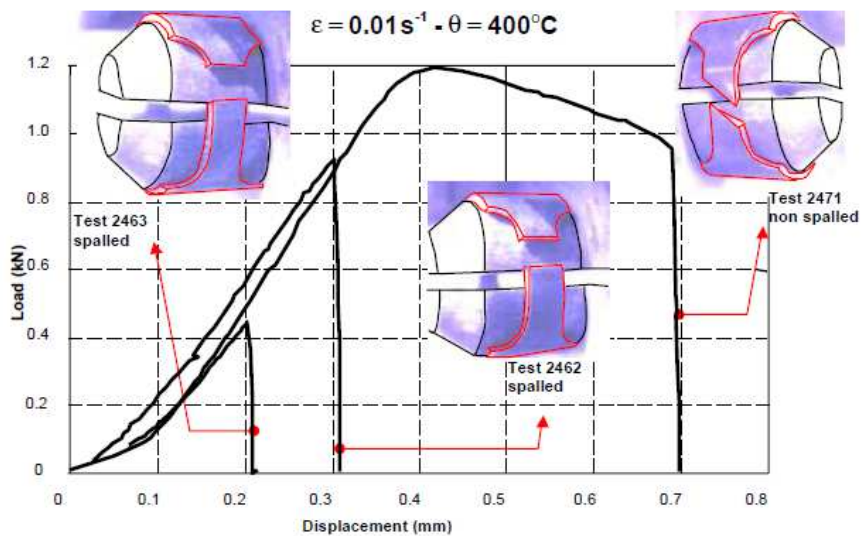 ε = 0.01s⁻¹ - θ = 400°C
1.2
1.0
0.8
0.6
0.4
0.2
0
Load (kN)
Test 2463
spalled
Test 2471
non spalled
Test 2462
spalled
0. 0.1 0.2 0.3 0.4 0.5 0.6 0.7 0.8
Displacement (mm)